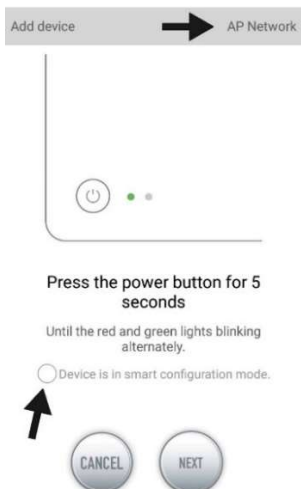 Add device AP Network
Press the power button for 5
seconds
Until the red and green lights blinking
alternately.
Device is in smart configuration mode.
CANCEL NEXT